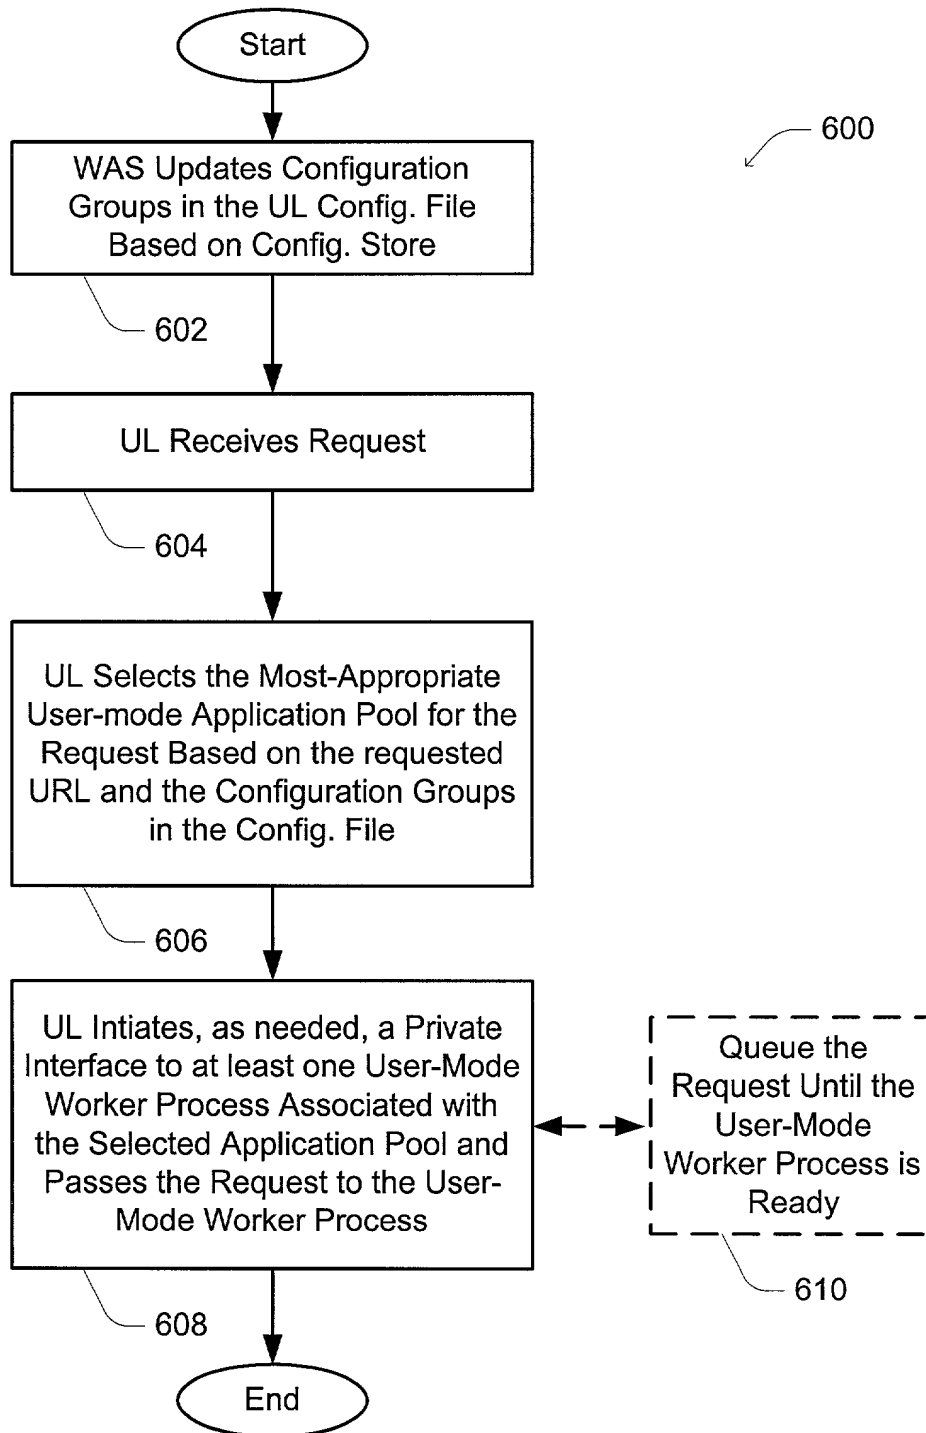 Start
600
WAS Updates Configuration
Groups in the UL Config. File
Based on Config. Store
602
UL Receives Request
604
UL Selects the Most-Appropriate
User-mode Application Pool for the
Request Based on the requested
URL and the Configuration Groups
in the Config. File
606
UL Intiates, as needed, a Private
Interface to at least one User-Mode
Worker Process Associated with
the Selected Application Pool and
Passes the Request to the User-
Mode Worker Process
608
Queue the
Request Until the
User-Mode
Worker Process is
Ready
610
End